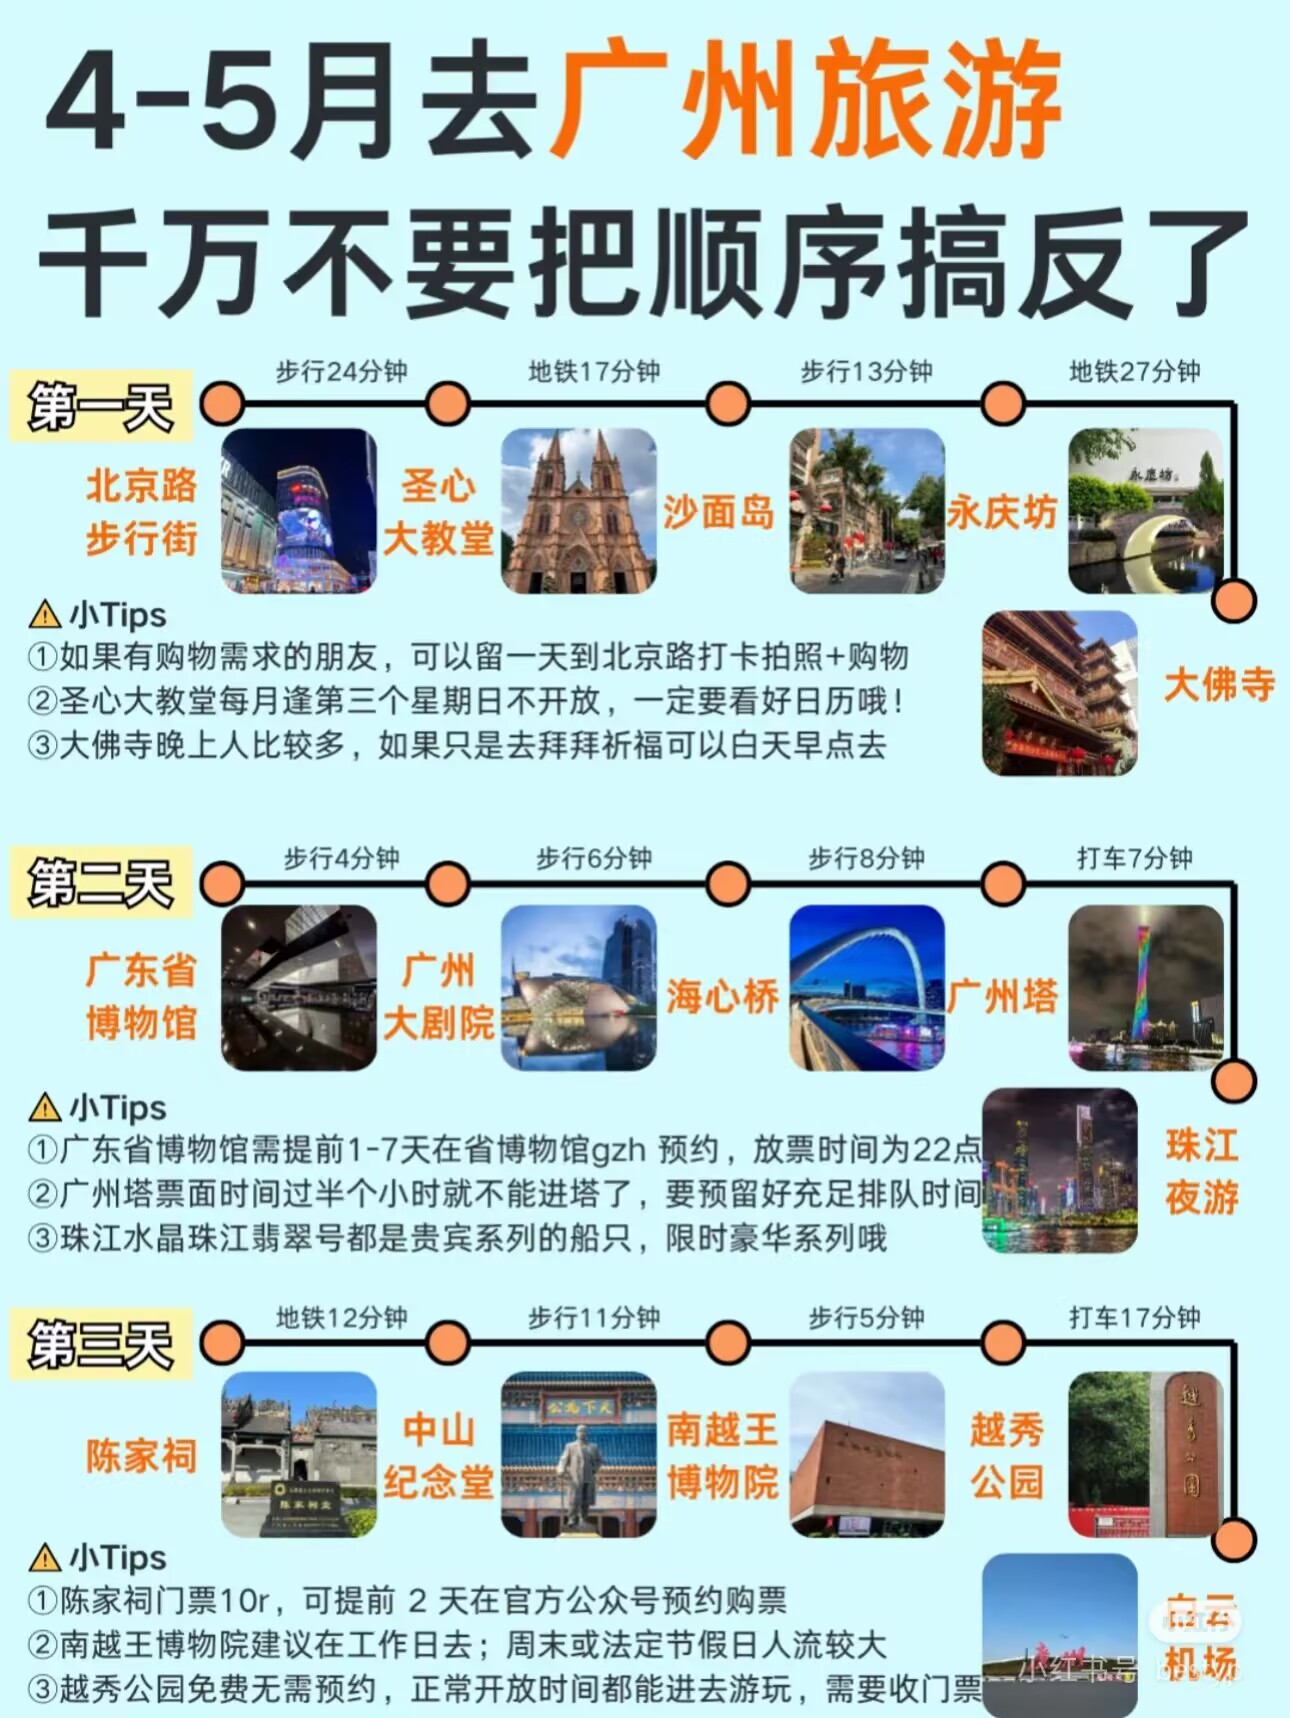 4-5月去广州旅游
千万不要把顺序搞反了
第一天
步行24分钟
地铁17分钟
步行13分钟
地铁27分钟
北京路
步行街
圣心
大教堂
沙面岛
永庆坊
永慶坊
大佛寺
小Tips
①如果有购物需求的朋友，可以留一天到北京路打卡拍照+购物
②圣心大教堂每月逢第三个星期日不开放，一定要看好日历哦！
③大佛寺晚上人比较多，如果只是去拜拜祈福可以白天早点去
第二天
步行4分钟
步行6分钟
步行8分钟
打车7分钟
广东省
博物馆
广州
大剧院
海心桥
广州塔
珠江
夜游
小Tips
①广东省博物馆需提前1-7天在省博物馆gzh 预约，放票时间为22点
②广州塔票面时间过半个小时就不能进塔了，要预留好充足排队时间
③珠江水晶珠江翡翠号都是贵宾系列的船只，限时豪华系列哦
第三天
地铁12分钟
步行11分钟
步行5分钟
打车17分钟
陈家祠
陈家祠堂
中山
纪念堂
公為下天
南越王
博物院
越秀
公园
越秀公園
白云
机场
小Tips
①陈家祠门票10r，可提前 2 天在官方公众号预约购票
②南越王博物院建议在工作日去；周末或法定节假日人流较大
③越秀公园免费无需预约，正常开放时间都能进去游玩，需要收门票
小红书
小红书号